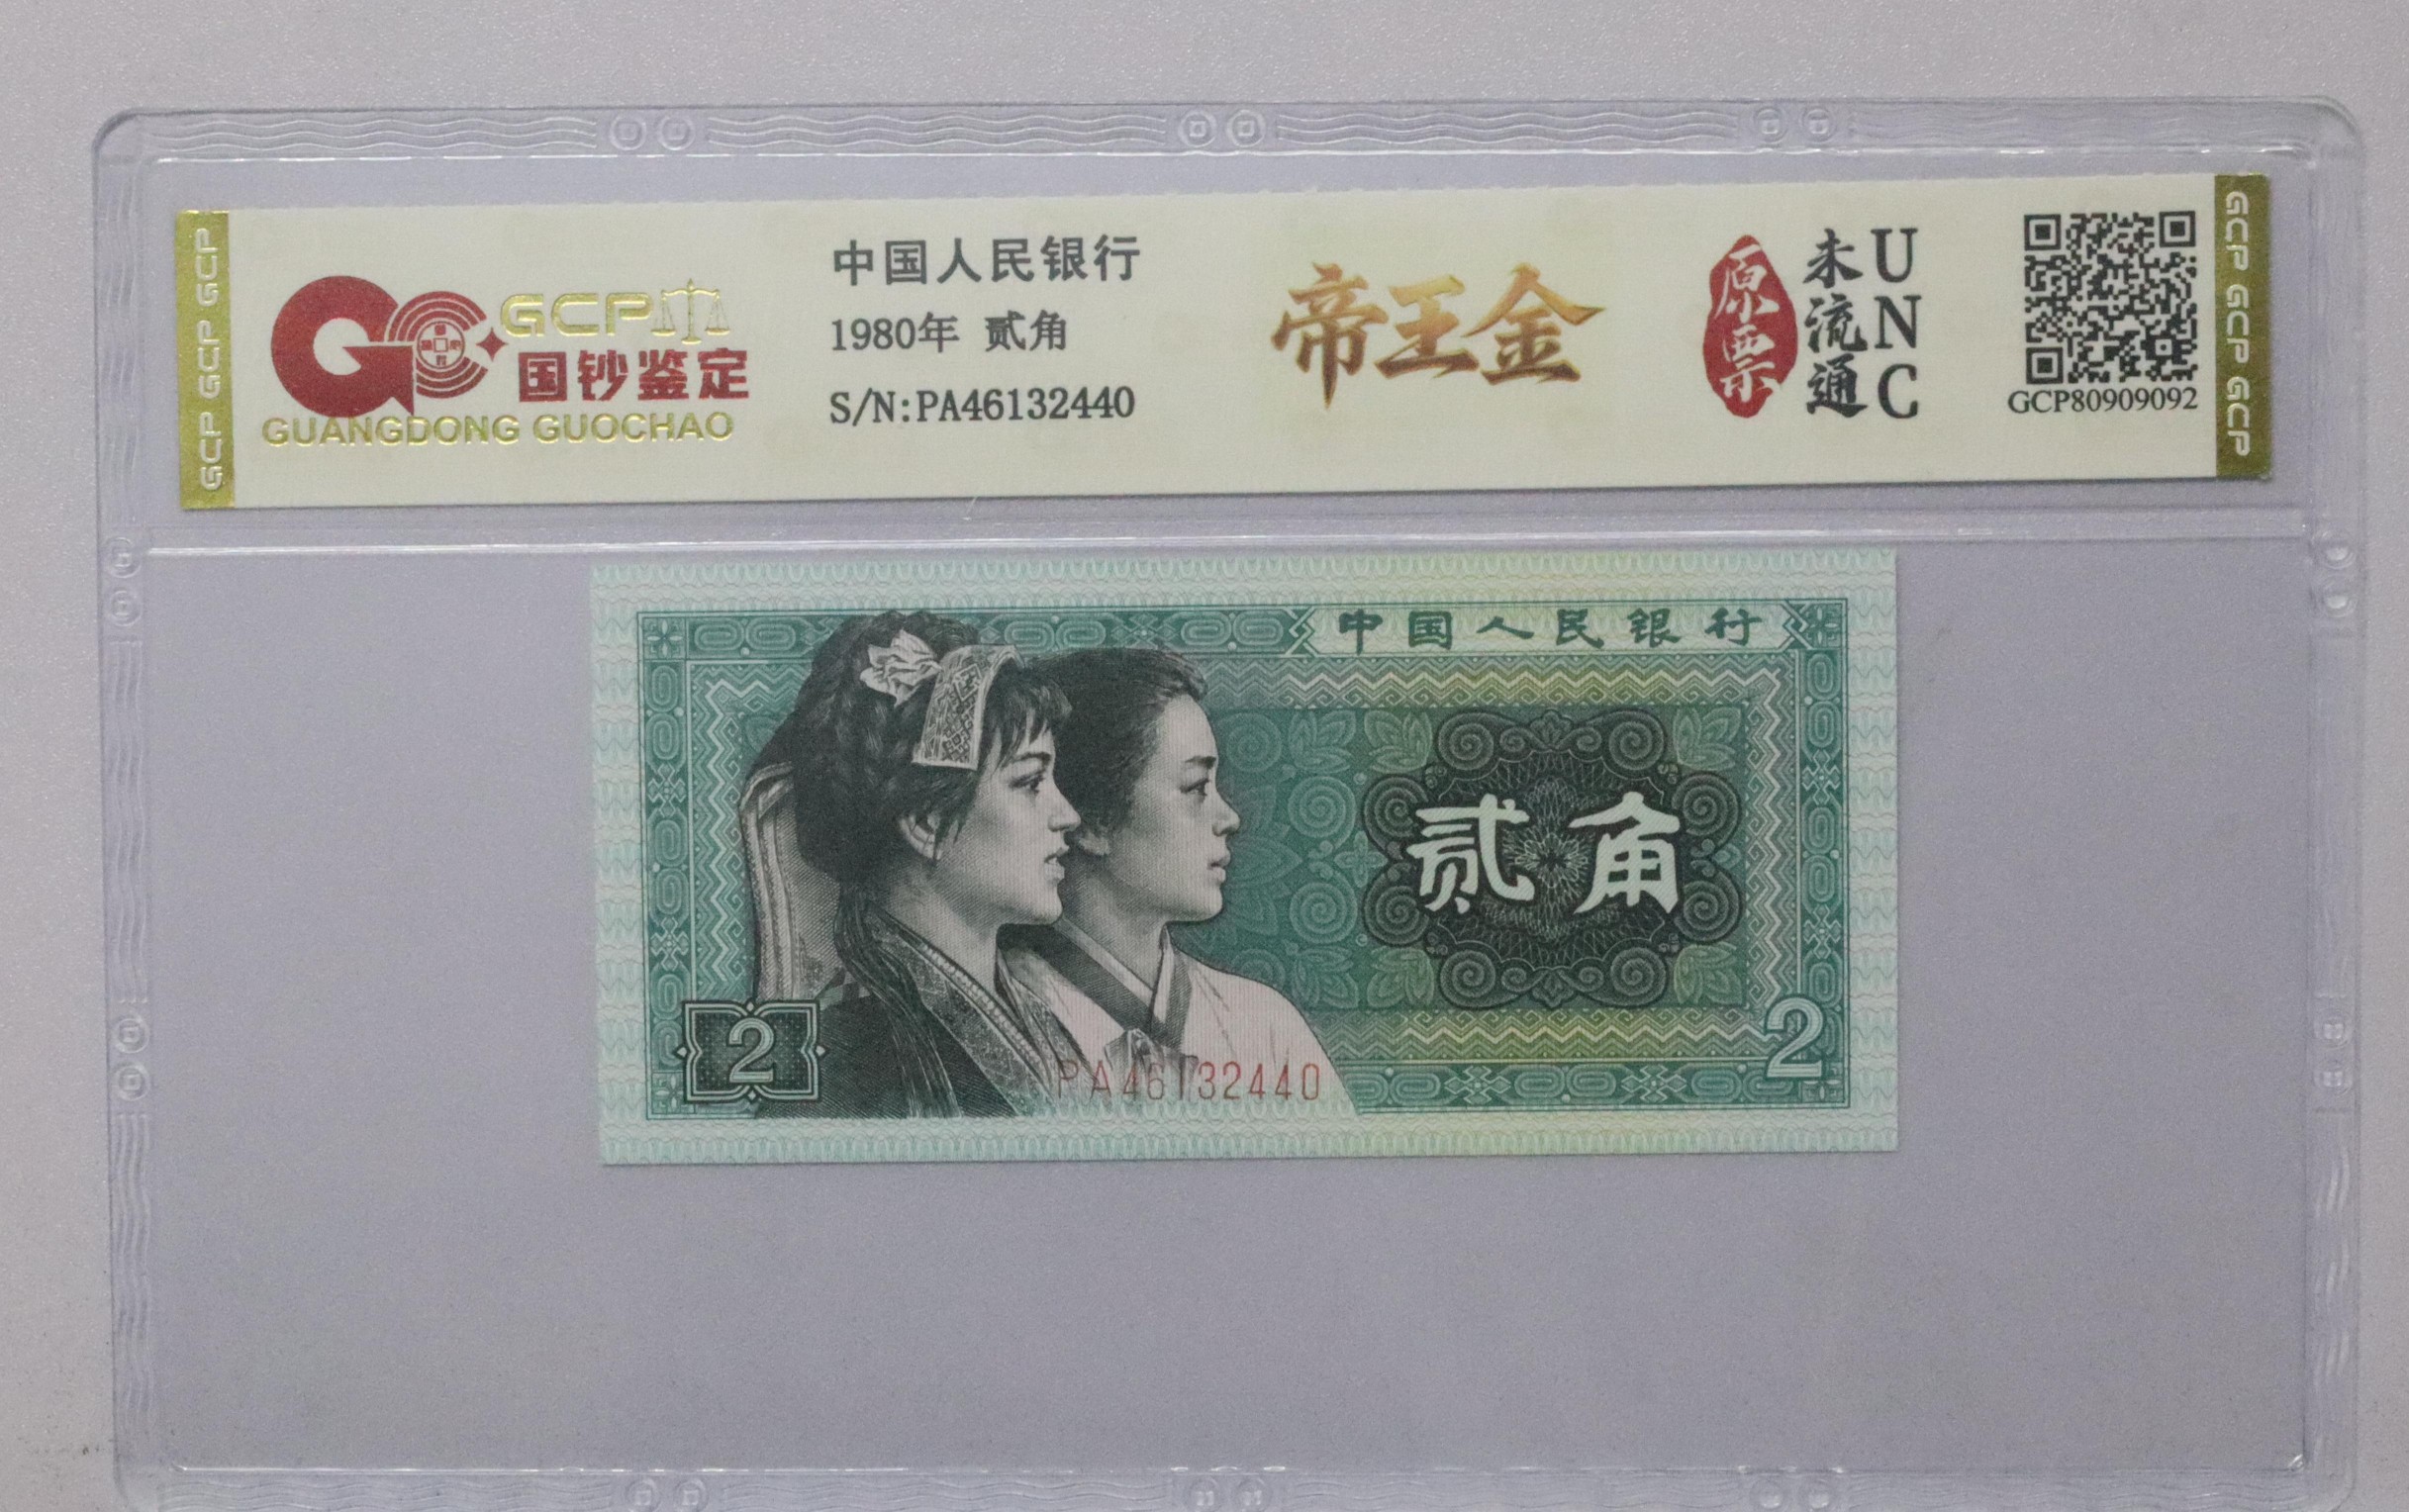 GCP GCP GCP
GCP
国钞鉴定
GUANGDONG GUOCHAO
中国人民银行
1980年 贰角
S/N:PA46132440
帝王金
原票
未流通
UNC
GCP80909092
GCP GCP GCP
中国人民银行
贰角
2
2
PA46132440